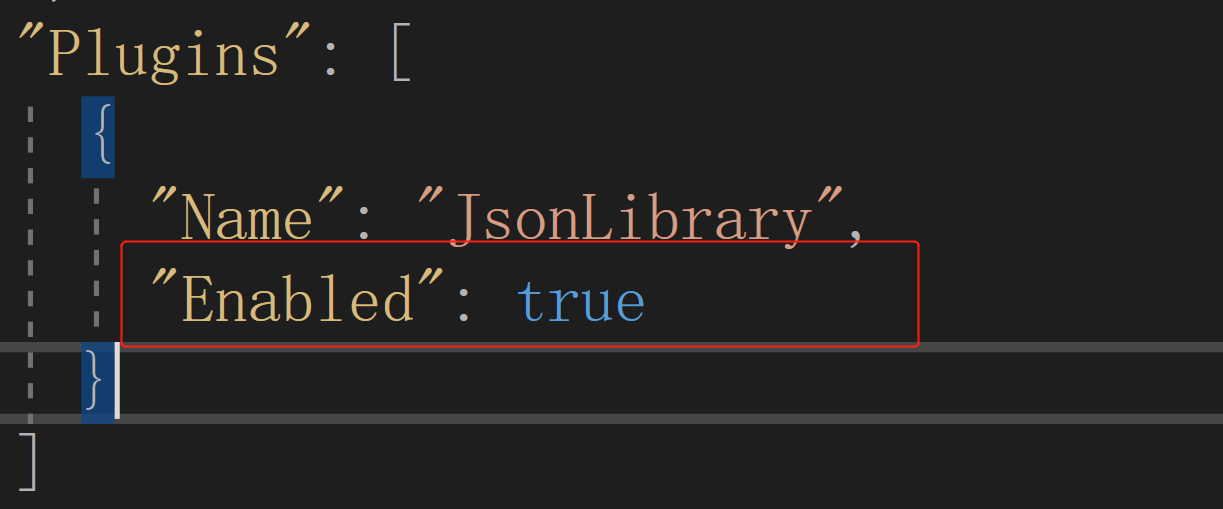 "Plugins": [
{
"Name": "JsonLibrary",
"Enabled": true
}
]